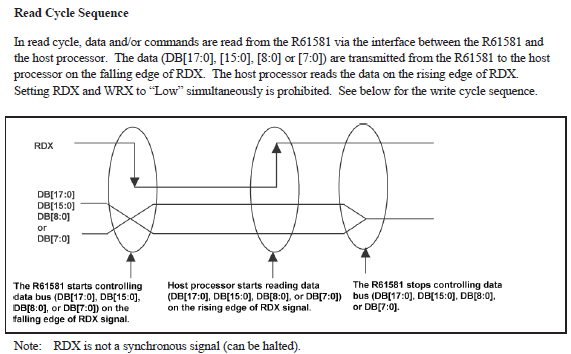 Read Cycle Sequence
In read cycle, data and/or commands are read from the R61581 via the interface between the R61581 and
the host processor.  The data (DB[17:0], [15:0], [8:0] or [7:0]) are transmitted from the R61581 to the host
processor on the falling edge of RDX.  The host processor reads the data on the rising edge of RDX.
Setting RDX and WRX to “Low” simultaneously is prohibited.  See below for the write cycle sequence.
RDX
DB[17:0]
DB[15:0]
DB[8:0]
or
DB[7:0]
The R61581 starts controlling
data bus (DB[17:0], DB[15:0],
DB[8:0], or DB[7:0]) on the
falling edge of RDX signal.
Host processor starts reading data
(DB[17:0], DB[15:0], DB[8:0], or DB[7:0])
on the rising edge of RDX signal.
The R61581 stops controlling data
bus (DB[17:0], DB[15:0], DB[8:0],
or DB[7:0].
Note:   RDX is not a synchronous signal (can be halted).